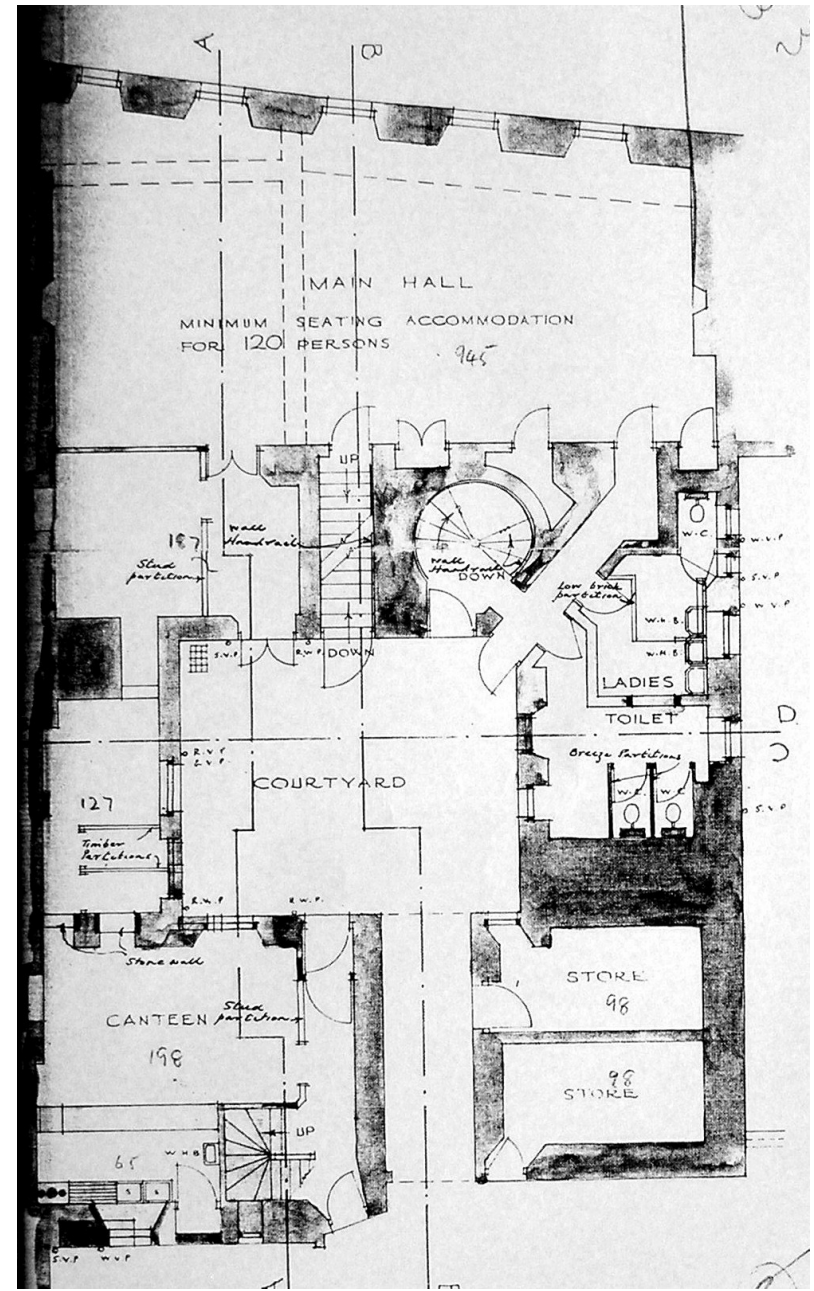 A
B
MAIN HALL
MINIMUM SEATING ACCOMMODATION
FOR 120 PERSONS
945
UP
187
Wall
Handrail
Stud
partition
Wall
Handrail
DOWN
W.C.
W.V.P
S.V.P
W.V.P
Low brick
partition
W.H.B.
W.H.B
S.V.P
R.W.P
DOWN
LADIES
TOILET
D
R.V.P
S.V.P.
Breeze Partitions
COURTYARD
W.C.
W.C
127
S.V.P
Timber
Partitions
R.W.P
R.W.P.
Stone wall
STORE
98
Stud
partition
CANTEEN
198
98
STORE
UP
W H B
65
S
S
S.V.P
W.V.P